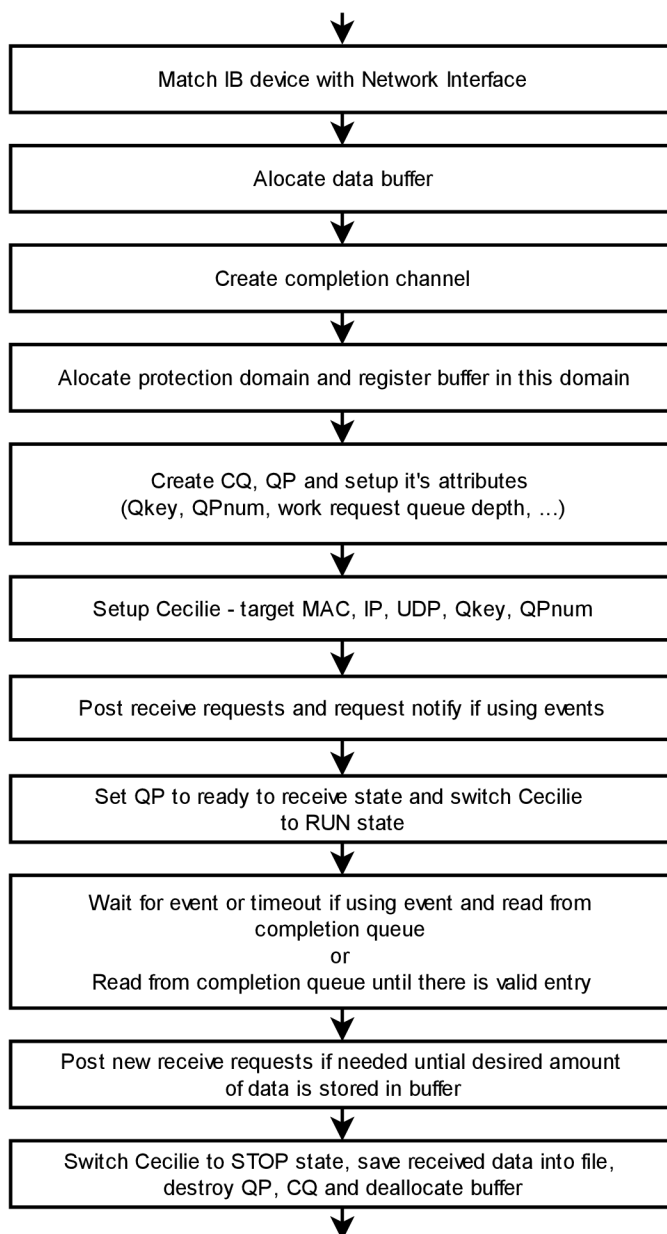 Match IB device with Network Interface
Alocate data buffer
Create completion channel
Alocate protection domain and register buffer in this domain
Create CQ, QP and setup it's attributes
(Qkey, QPnum, work request queue depth, ...)
Setup Cecilie - target MAC, IP, UDP, Qkey, QPnum
Post receive requests and request notify if using events
Set QP to ready to receive state and switch Cecilie
to RUN state
Wait for event or timeout if using event and read from
completion queue
or
Read from completion queue until there is valid entry
Post new receive requests if needed untial desired amount
of data is stored in buffer
Switch Cecilie to STOP state, save received data into file,
destroy QP, CQ and deallocate buffer